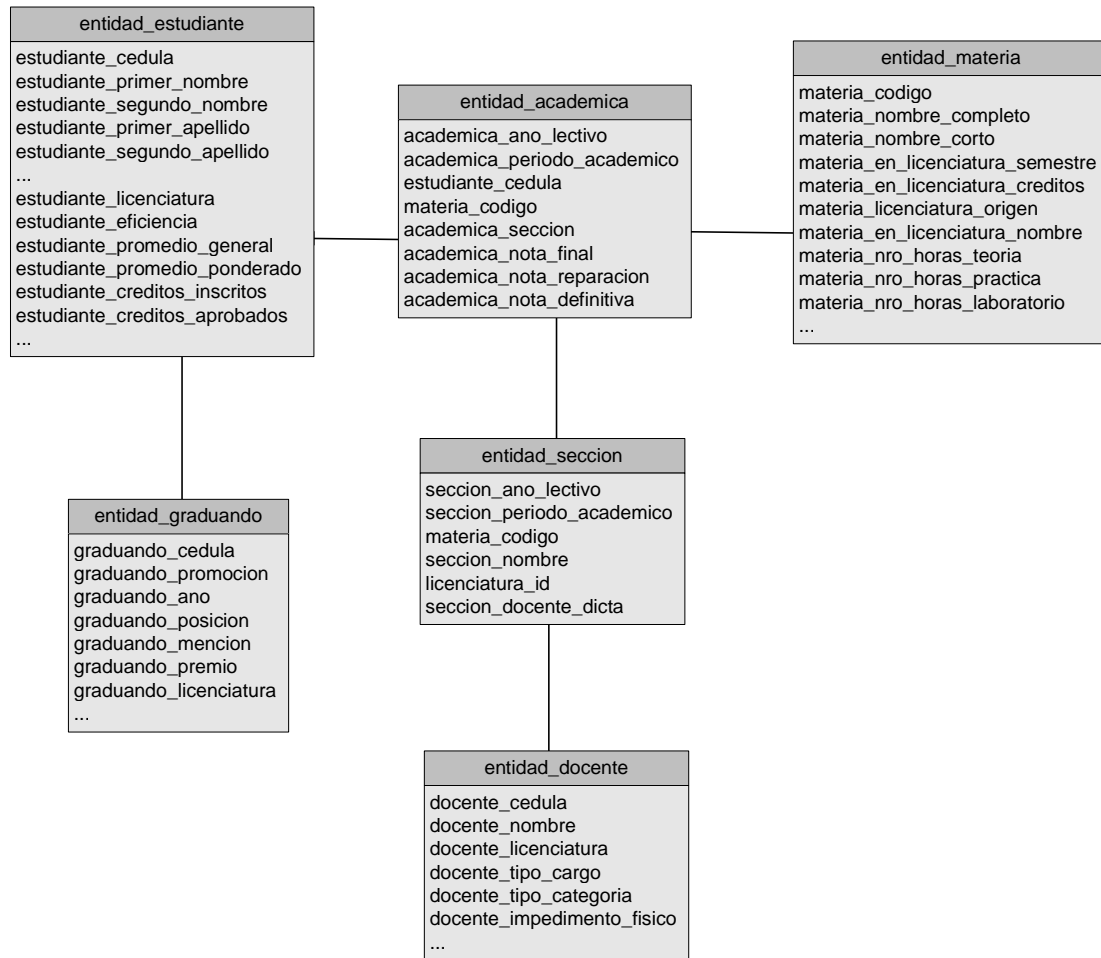 entidad_estudiante
estudiante_cedula
estudiante_primer_nombre
estudiante_segundo_nombre
estudiante_primer_apellido
estudiante_segundo_apellido
...
estudiante_licenciatura
estudiante_eficiencia
estudiante_promedio_general
estudiante_promedio_ponderado
estudiante_creditos_inscritos
estudiante_creditos_aprobados
...
entidad_academica
academica_ano_lectivo
academica_periodo_academico
estudiante_cedula
materia_codigo
academica_seccion
academica_nota_final
academica_nota_reparacion
academica_nota_definitiva
entidad_materia
materia_codigo
materia_nombre_completo
materia_nombre_corto
materia_en_licenciatura_semestre
materia_en_licenciatura_creditos
materia_licenciatura_origen
materia_en_licenciatura_nombre
materia_nro_horas_teoria
materia_nro_horas_practica
materia_nro_horas_laboratorio
...
entidad_graduando
graduando_cedula
graduando_promocion
graduando_ano
graduando_posicion
graduando_mencion
graduando_premio
graduando_licenciatura
...
entidad_seccion
seccion_ano_lectivo
seccion_periodo_academico
materia_codigo
seccion_nombre
licenciatura_id
seccion_docente_dicta
entidad_docente
docente_cedula
docente_nombre
docente_licenciatura
docente_tipo_cargo
docente_tipo_categoria
docente_impedimento_fisico
...